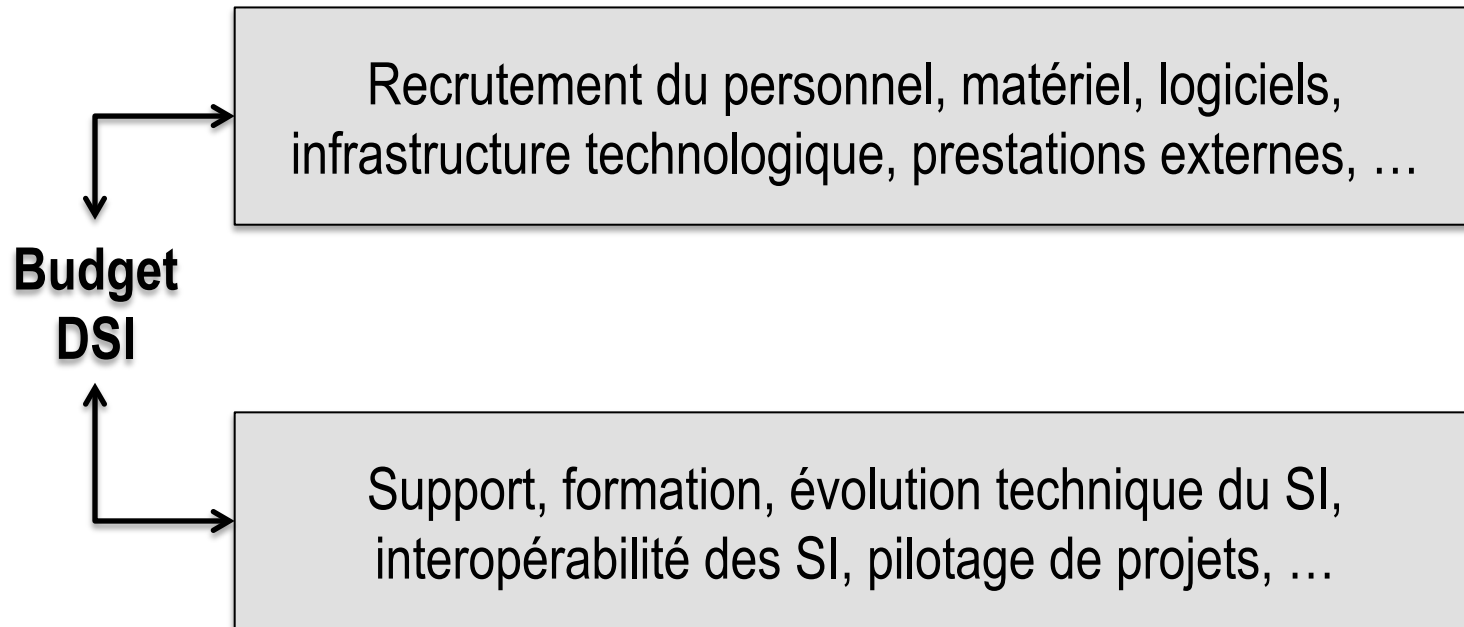 Recrutement du personnel, matériel, logiciels,
infrastructure technologique, prestations externes, …
Budget
DSI
Support, formation, évolution technique du SI,
interopérabilité des SI, pilotage de projets, …